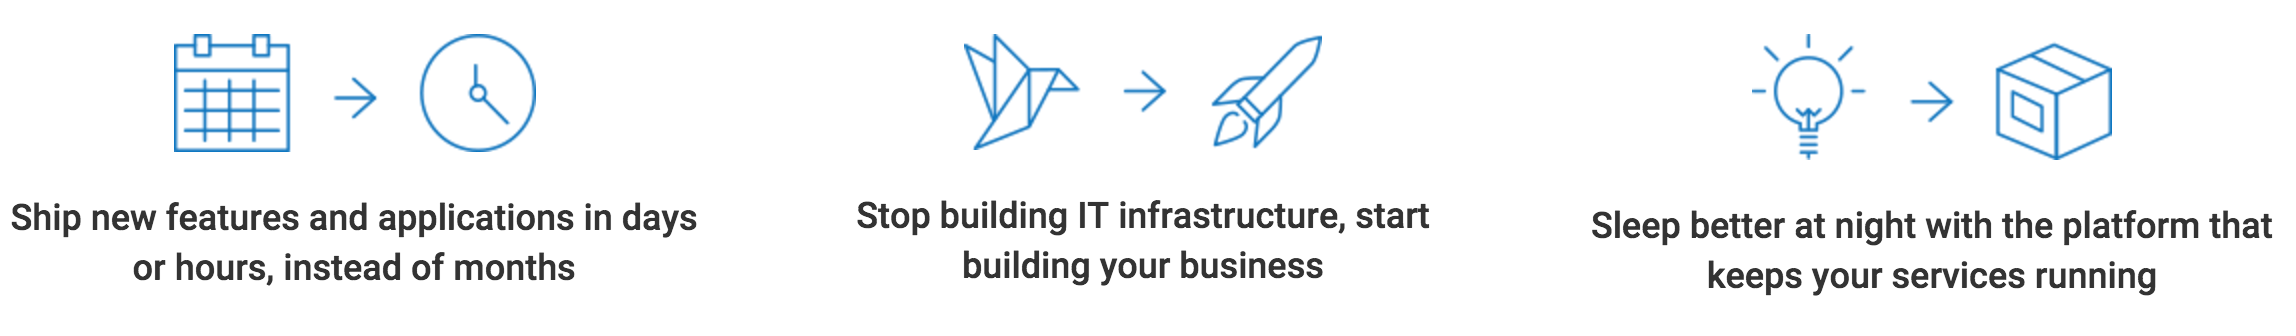 Ship new features and applications in days
or hours, instead of months
Stop building IT infrastructure, start
building your business
Sleep better at night with the platform that
keeps your services running